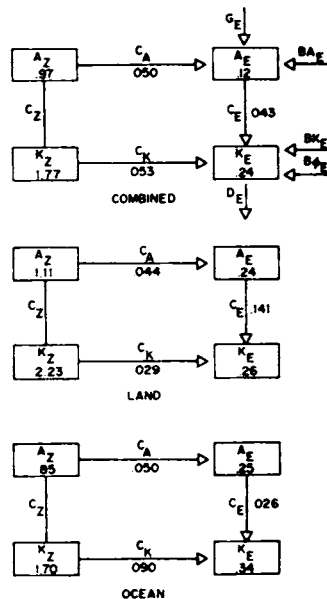 G_E
A_Z
.97
C_A
.050
A_E
.12
BA_E
C_Z
C_E .043
K_Z
1.77
C_K
.053
K_E
.24
BK_E
Bϕ_E
COMBINED
D_E
A_Z
1.11
C_A
.044
A_E
.24
C_Z
C_E .141
K_Z
2.23
C_K
.029
K_E
.26
LAND
A_Z
.85
C_A
.050
A_E
.25
C_Z
C_E .026
K_Z
1.70
C_K
.090
K_E
.34
OCEAN